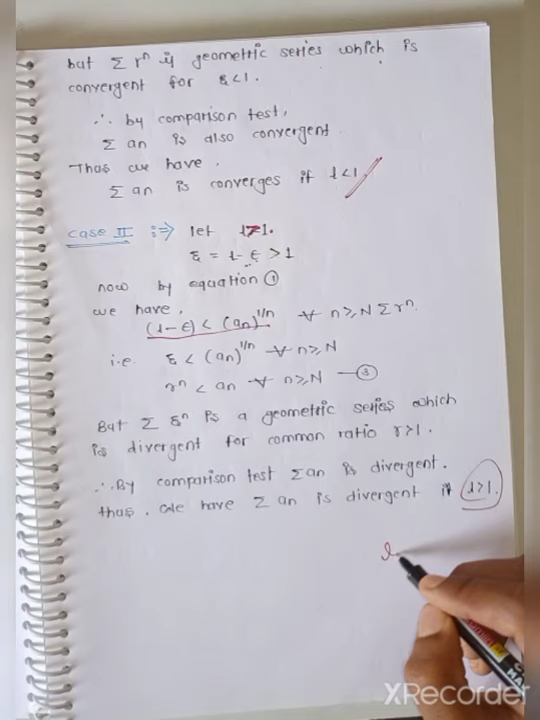 but Σ rⁿ is geometric series which is
convergent for r<1.
∴ by comparison test,
Σ an is also convergent.
Thus we have,
Σ an is converges if l<1
Case II :⇒ let l>1.
r = l-ε > 1
now by equation ①
we have,
(l-ε) < (an)^1/n ∀ n≥N Σrⁿ
i.e. r < (an)^1/n ∀ n≥N
rⁿ < an ∀ n≥N —③
But Σ rⁿ is a geometric series which
is divergent for common ratio r>1.
∴ By comparison test Σan is divergent.
thus, we have Σ an is divergent if l>1.
l
XRecorder